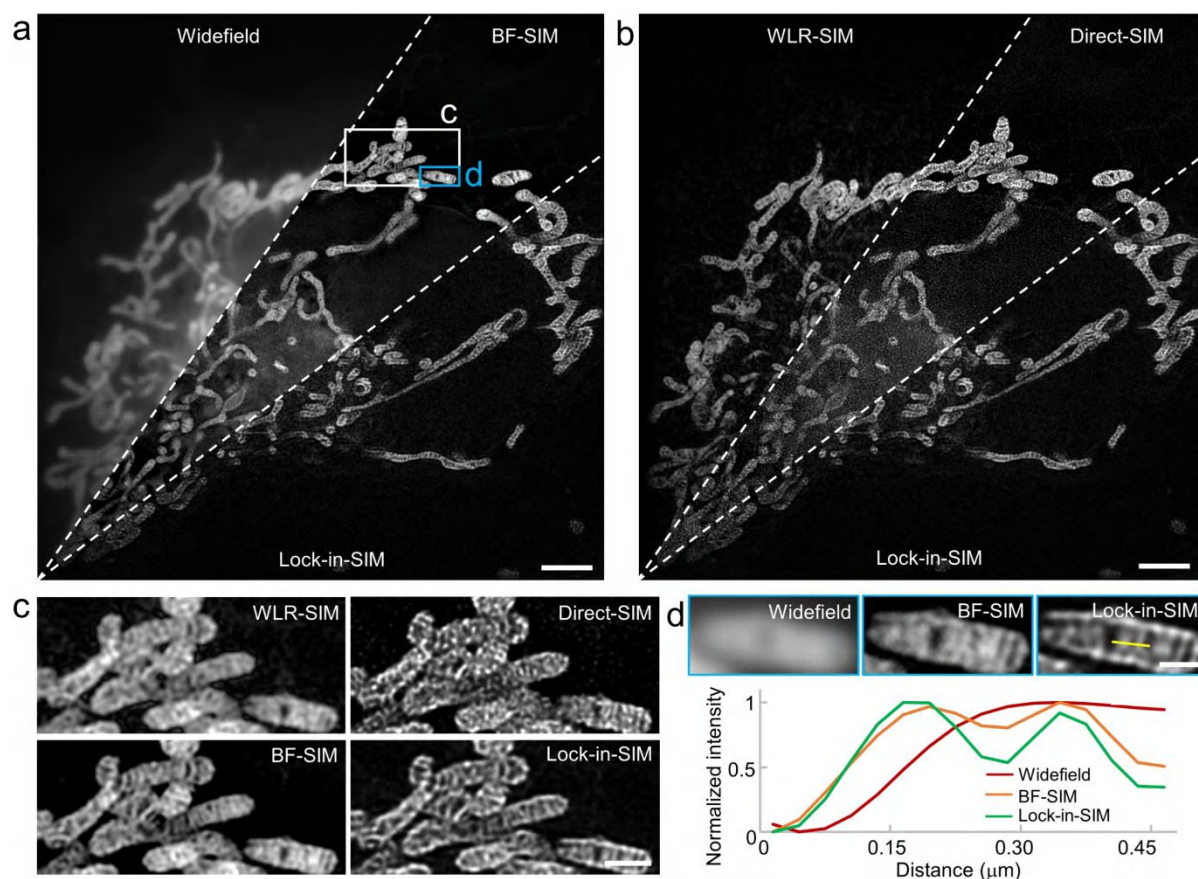 a
Widefield
BF-SIM
c
d
Lock-in-SIM
b
WLR-SIM
Direct-SIM
Lock-in-SIM
c
WLR-SIM
Direct-SIM
BF-SIM
Lock-in-SIM
d
Widefield
BF-SIM
Lock-in-SIM
Normalized intensity
1
0.5
0
Widefield
BF-SIM
Lock-in-SIM
0
0.15
0.30
0.45
Distance (μm)